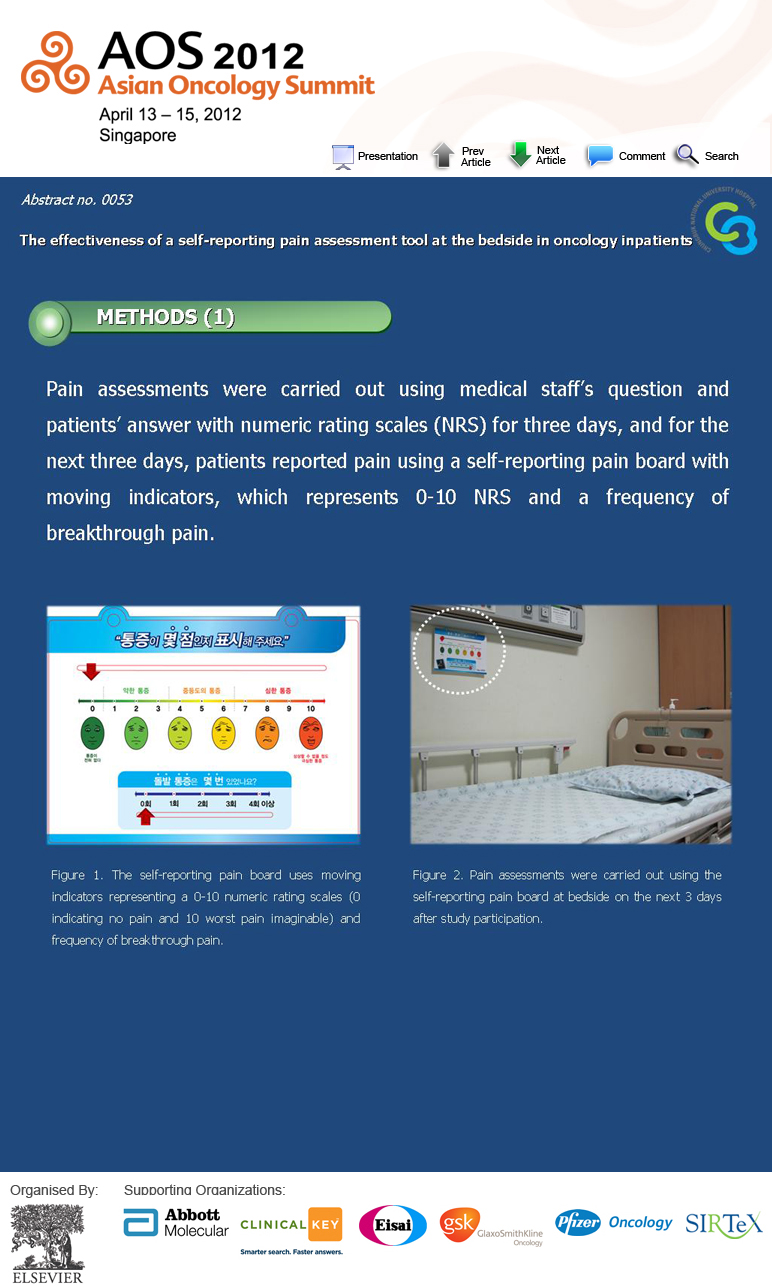 AOS 2012
Asian Oncology Summit
April 13 – 15, 2012
Singapore
Presentation
Prev
Article
Next
Article
Comment
Search
Abstract no. 0053
The effectiveness of a self-reporting pain assessment tool at the bedside in oncology inpatients
METHODS (1)
Pain assessments were carried out using medical staff’s question and
patients’ answer with numeric rating scales (NRS) for three days, and for the
next three days, patients reported pain using a self-reporting pain board with
moving indicators, which represents 0-10 NRS and a frequency of
breakthrough pain.
“통증이 몇 점인지 표시해 주세요.”
약한 통증 중등도의 통증 심한 통증
0 1 2 3 4 5 6 7 8 9 10
통증이
전혀 없다
상상할 수 없을 정도
극심한 통증
돌발 통증은 몇 번 있었나요?
0회 1회 2회 3회 4회 이상
Figure 1. The self-reporting pain board uses moving
indicators representing a 0-10 numeric rating scales (0
indicating no pain and 10 worst pain imaginable) and
frequency of breakthrough pain.
Figure 2. Pain assessments were carried out using the
self-reporting pain board at bedside on the next 3 days
after study participation.
Organised By:
Supporting Organizations:
ELSEVIER
Abbott
Molecular
CLINICAL KEY
Smarter search. Faster answers.
Eisai
gsk
GlaxoSmithKline
Oncology
Pfizer Oncology
SIRTeX